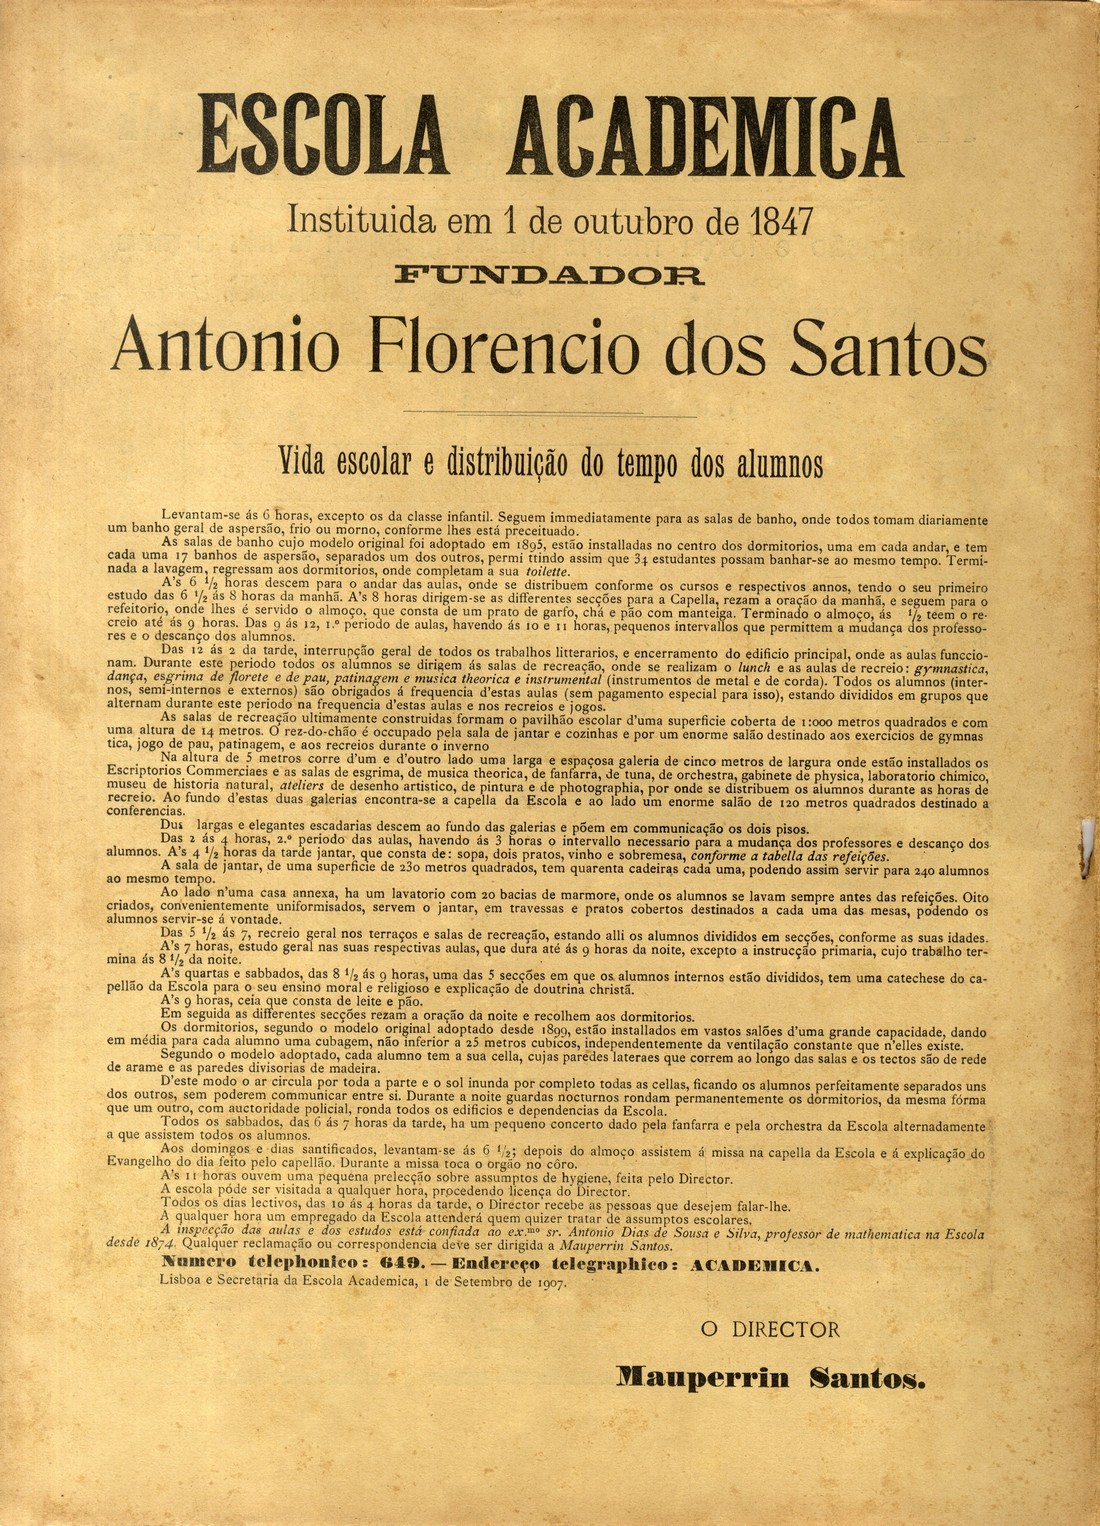 ESCOLA ACADEMICA
Instituida em 1 de outubro de 1847
FUNDADOR
Antonio Florencio dos Santos
Vida escolar e distribuição do tempo dos alumnos
Levantam-se ás 6 horas, excepto os da classe infantil. Seguem immediatamente para as salas de banho, onde todos tomam diariamente
um banho geral de aspersão, frio ou morno, conforme lhes está preceituado.
As salas de banho cujo modelo original foi adoptado em 1895, estão installadas no centro dos dormitorios, uma em cada andar, e tem
cada uma 17 banhos de aspersão, separados um dos outros, permi ttindo assim que 34 estudantes possam banhar-se ao mesmo tempo. Termi-
nada a lavagem, regressam aos dormitorios, onde completam a sua toilette.
A's 6 1/2 horas descem para o andar das aulas, onde se distribuem conforme os cursos e respectivos annos, tendo o seu primeiro
estudo das 6 1/2 ás 8 horas da manhã. A's 8 horas dirigem-se as differentes secções para a Capella, rezam a oração da manhã, e seguem para o
refeitorio, onde lhes é servido o almoço, que consta de um prato de garfo, chá e pão com manteiga. Terminado o almoço, ás 1/2 teem o re-
creio até ás 9 horas. Das 9 ás 12, 1.º periodo de aulas, havendo ás 10 e 11 horas, pequenos intervallos que permittem a mudança dos professo-
res e o descanço dos alumnos.
Das 12 ás 2 da tarde, interrupção geral de todos os trabalhos litterarios, e encerramento do edificio principal, onde as aulas funccio-
nam. Durante este periodo todos os alumnos se dirigem ás salas de recreação, onde se realizam o lunch e as aulas de recreio: gymnastica,
dança, esgrima de florete e de pau, patinagem e musica theorica e instrumental (instrumentos de metal e de corda). Todos os alumnos (inter-
nos, semi-internos e externos) são obrigados á frequencia d'estas aulas (sem pagamento especial para isso), estando divididos em grupos que
alternam durante este periodo na frequencia d'estas aulas e nos recreios e jogos.
As salas de recreação ultimamente construidas formam o pavilhão escolar d'uma superficie coberta de 1:000 metros quadrados e com
uma altura de 14 metros. O rez-do-chão é occupado pela sala de jantar e cozinhas e por um enorme salão destinado aos exercicios de gymnas
tica, jogo de pau, patinagem, e aos recreios durante o inverno
Na altura de 5 metros corre d'um e d'outro lado uma larga e espaçosa galeria de cinco metros de largura onde estão installados os
Escriptorios Commerciaes e as salas de esgrima, de musica theorica, de fanfarra, de tuna, de orchestra, gabinete de physica, laboratorio chimico,
museu de historia natural, ateliers de desenho artistico, de pintura e de photographia, por onde se distribuem os alumnos durante as horas de
recreio. Ao fundo d'estas duas galerias encontra-se a capella da Escola e ao lado um enorme salão de 120 metros quadrados destinado a
conferencias.
largas e elegantes escadarias descem ao fundo das galerias e põem em communicação os dois pisos.
Das 2 ás 4 horas, 2.º periodo das aulas, havendo ás 3 horas o intervallo necessario para a mudança dos professores e descanço dos
alumnos. A's 4 1/2 horas da tarde jantar, que consta de: sopa, dois pratos, vinho e sobremesa, conforme a tabella das refeições.
A sala de jantar, de uma superficie de 230 metros quadrados, tem quarenta cadeiras cada uma, podendo assim servir para 240 alumnos
ao mesmo tempo.
Ao lado n'uma casa annexa, ha um lavatorio com 20 bacias de marmore, onde os alumnos se lavam sempre antes das refeições. Oito
criados, convenientemente uniformisados, servem o jantar, em travessas e pratos cobertos destinados a cada uma das mesas, podendo os
alumnos servir-se á vontade.
Das 5 1/2 ás 7, recreio geral nos terraços e salas de recreação, estando alli os alumnos divididos em secções, conforme as suas idades.
A's 7 horas, estudo geral nas suas respectivas aulas, que dura até ás 9 horas da noite, excepto a instrucção primaria, cujo trabalho ter-
mina ás 8 1/2 da noite.
A's quartas e sabbados, das 8 1/2 ás 9 horas, uma das 5 secções em que os alumnos internos estão divididos, tem uma catechese do ca-
pellão da Escola para o seu ensino moral e religioso e explicação de doutrina christã.
A's 9 horas, ceia que consta de leite e pão.
Em seguida as differentes secções rezam a oração da noite e recolhem aos dormitorios.
Os dormitorios, segundo o modelo original adoptado desde 1899, estão installados em vastos salões d'uma grande capacidade, dando
em média para cada alumno uma cubagem, não inferior a 25 metros cubicos, independentemente da ventilação constante que n'elles existe.
Segundo o modelo adoptado, cada alumno tem a sua cella, cujas paredes lateraes que correm ao longo das salas e os tectos são de rede
de arame e as paredes divisorias de madeira.
D'este modo o ar circula por toda a parte e o sol inunda por completo todas as cellas, ficando os alumnos perfeitamente separados uns
dos outros, sem poderem communicar entre si. Durante a noite guardas nocturnos rondam permanentemente os dormitorios, da mesma fórma
que um outro, com auctoridade policial, ronda todos os edificios e dependencias da Escola.
Todos os sabbados, das 6 ás 7 horas da tarde, ha um pequeno concerto dado pela fanfarra e pela orchestra da Escola alternadamente
a que assistem todos os alumnos.
Aos domingos e dias santificados, levantam-se ás 6 1/2; depois do almoço assistem á missa na capella da Escola e á explicação do
Evangelho do dia feito pelo capellão. Durante a missa toca o orgão no côro.
A's 11 horas ouvem uma pequena prelecção sobre assumptos de hygiene, feita pelo Director.
A escola póde ser visitada a qualquer hora, procedendo licença do Director.
Todos os dias lectivos, das 10 ás 4 horas da tarde, o Director recebe as pessoas que desejem falar-lhe.
A qualquer hora um empregado da Escola attenderá quem quizer tratar de assumptos escolares.
A inspecção das aulas e dos estudos está confiada ao ex.mo sr. Antonio Dias de Sousa e Silva, professor de mathematica na Escola
desde 1874. Qualquer reclamação ou correspondencia deve ser dirigida a Mauperrin Santos.
Numero telephonico: 649. — Endereço telegraphico: ACADEMICA.
Lisboa e Secretaria da Escola Academica, 1 de Setembro de 1907.
O DIRECTOR
Mauperrin Santos.